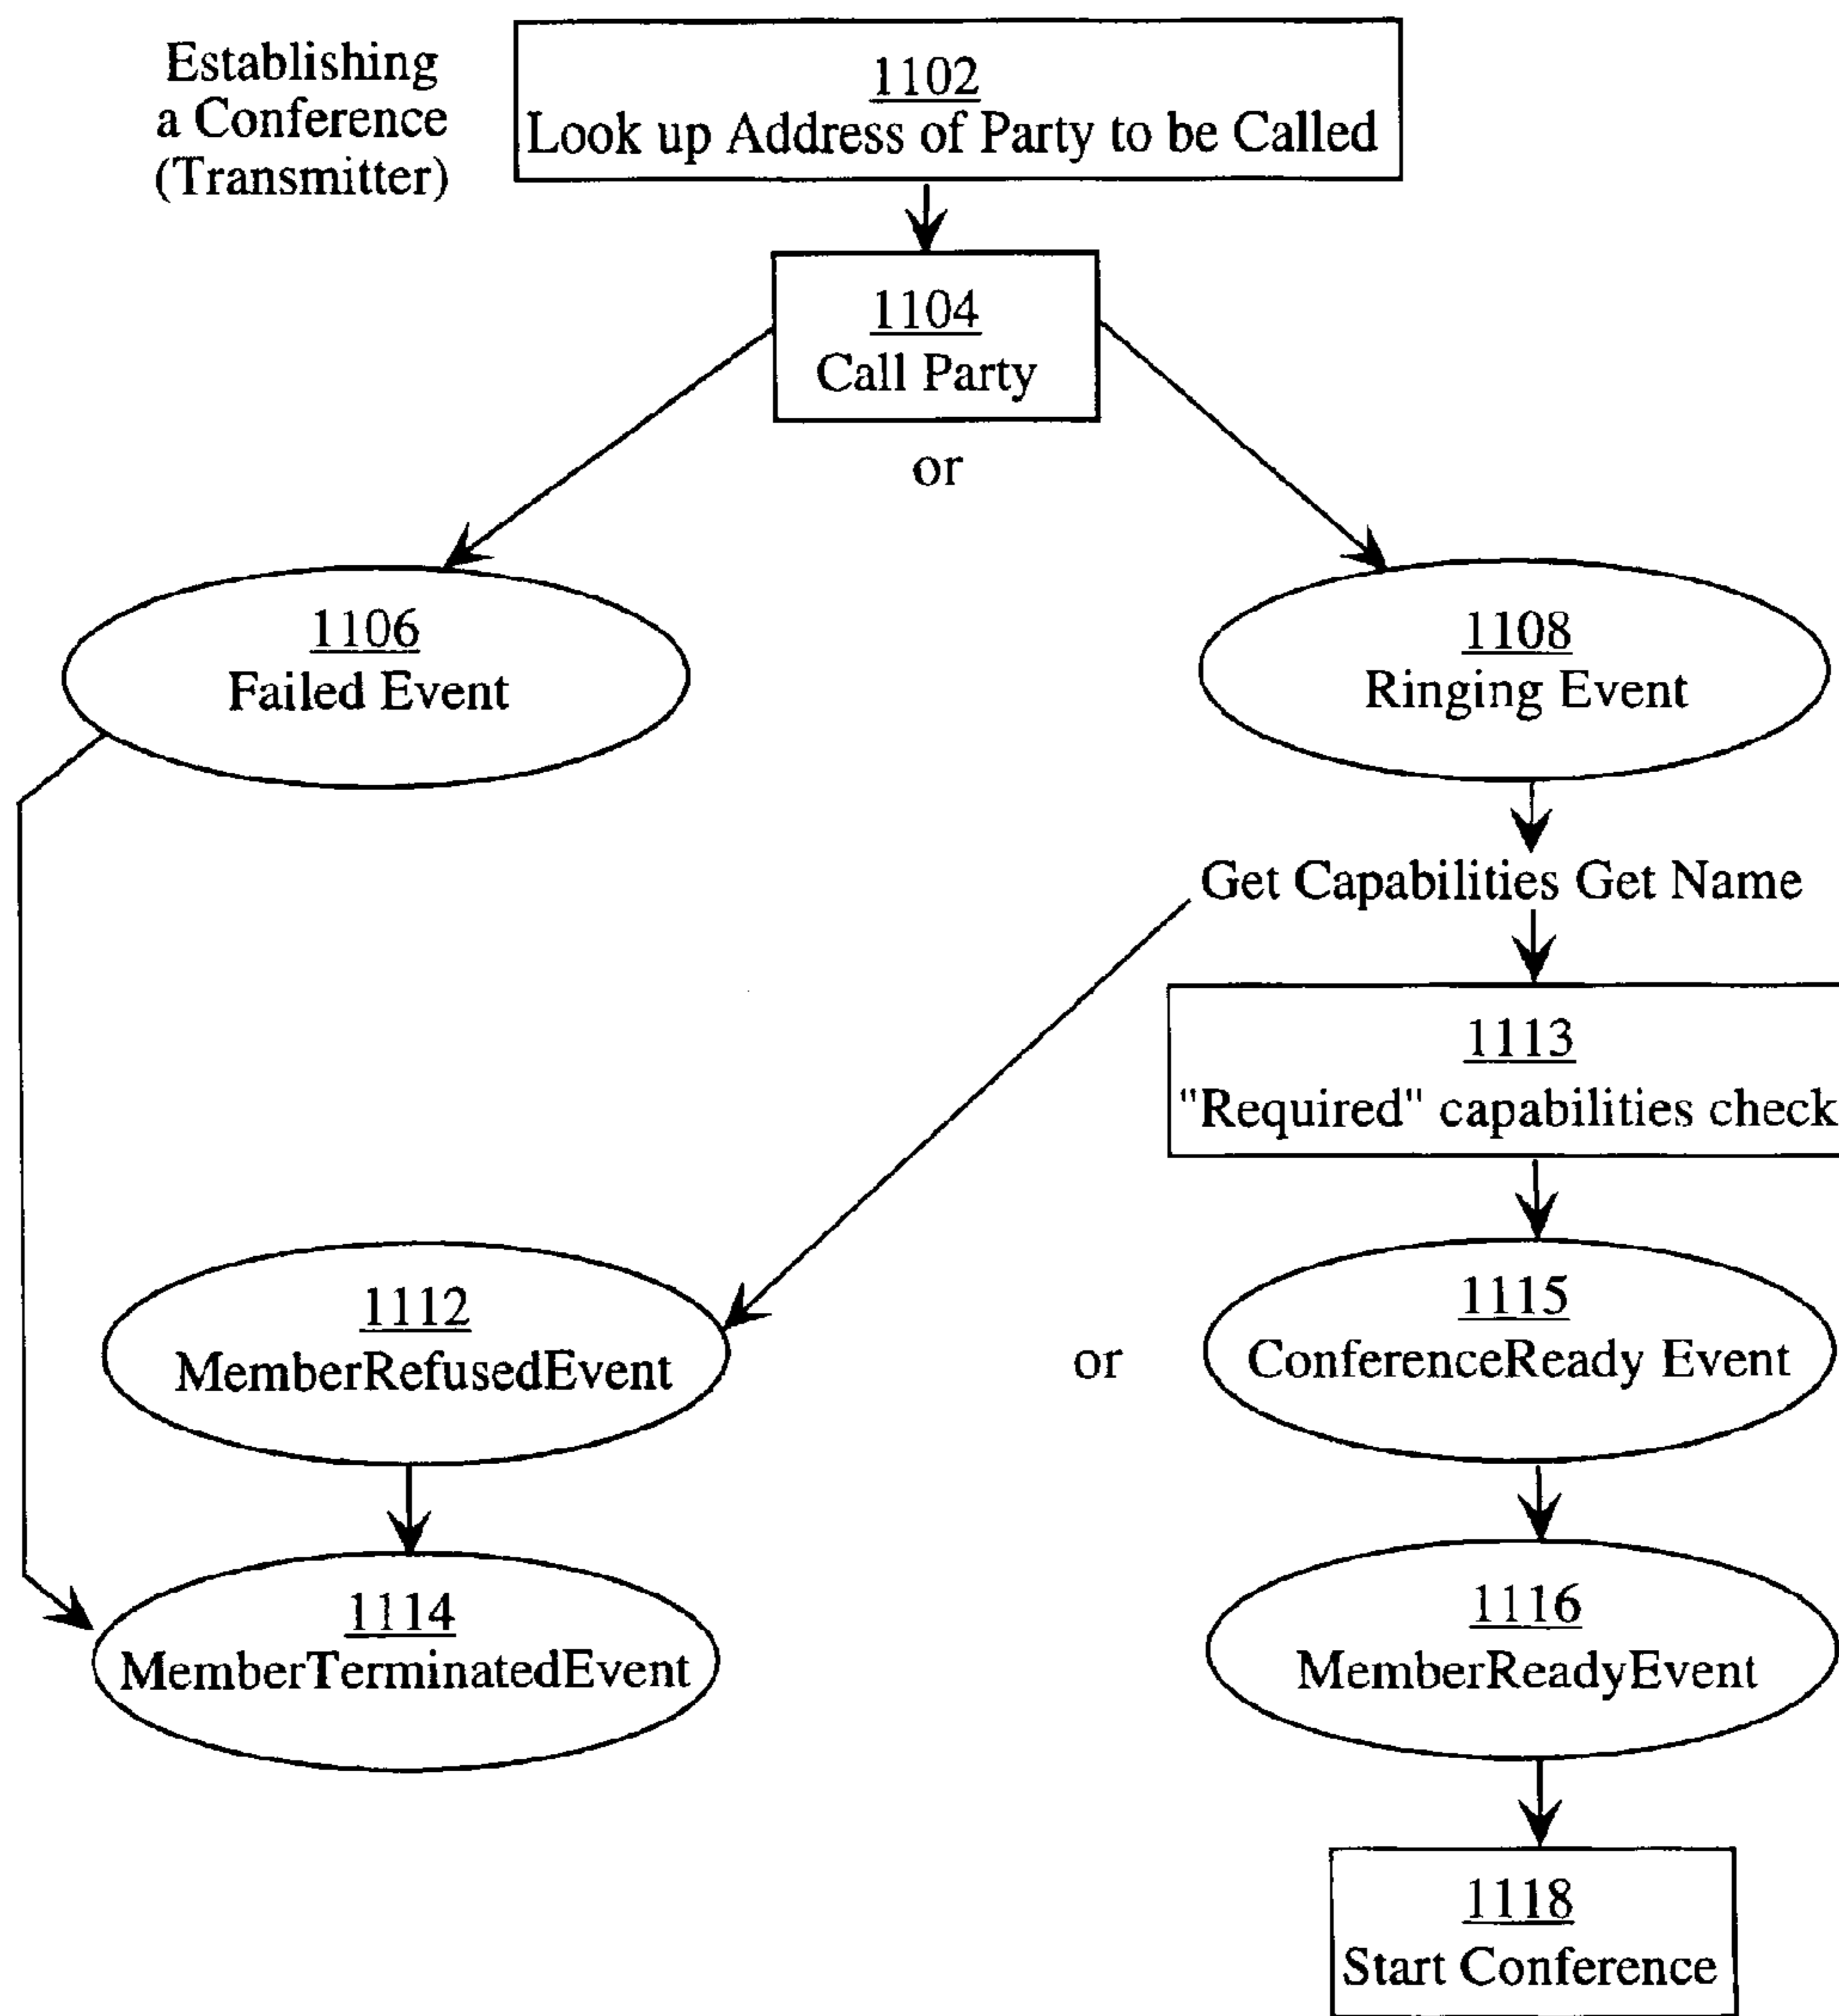 Establishing
a Conference
(Transmitter)
1102
Look up Address of Party to be Called
1104
Call Party
or
1106
Failed Event
1108
Ringing Event
Get Capabilities Get Name
1113
"Required" capabilities check
1112
MemberRefusedEvent
or
1115
ConferenceReady Event
1114
MemberTerminatedEvent
1116
MemberReadyEvent
1118
Start Conference